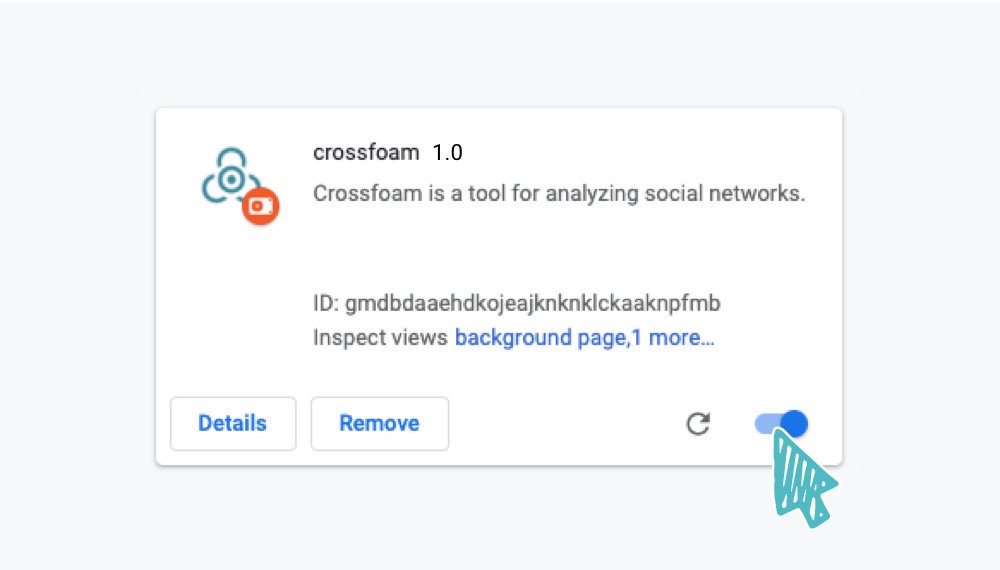 crossfoam 1.0
Crossfoam is a tool for analyzing social networks.
ID: gmdbdaaehdkojeajknknklckaaknpfmb
Inspect views background page,1 more...
Details Remove